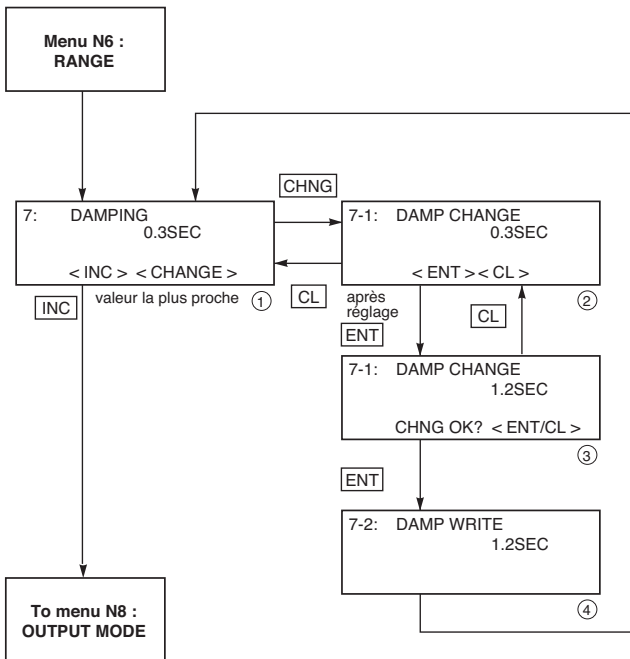 Menu N6 :
RANGE
CHNG
7: DAMPING
0.3SEC
< INC > < CHANGE >
①
7-1: DAMP CHANGE
0.3SEC
< ENT > < CL >
②
INC
valeur la plus proche
CL
après
réglage
ENT
CL
7-1: DAMP CHANGE
1.2SEC
CHNG OK? < ENT/CL >
③
ENT
7-2: DAMP WRITE
1.2SEC
④
To menu N8 :
OUTPUT MODE